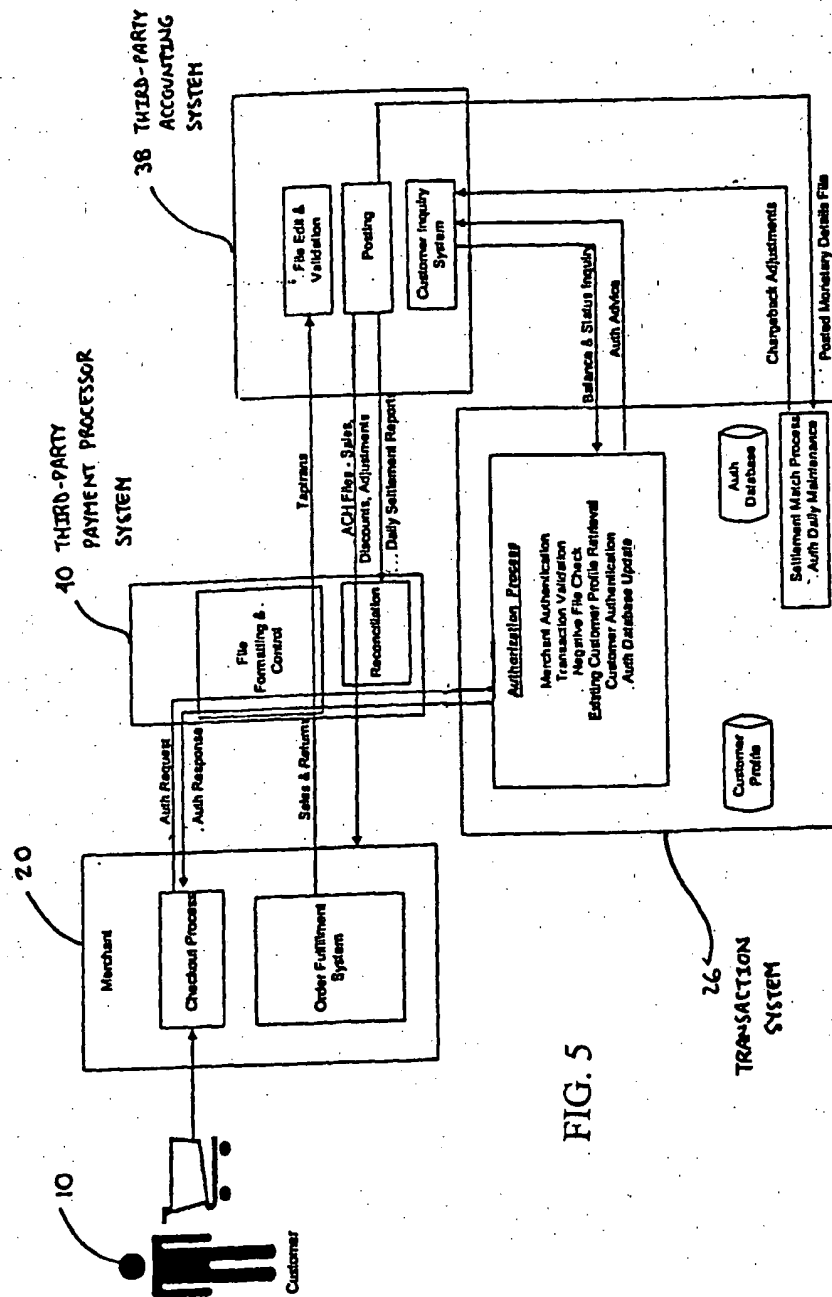 10
Customer
20
Merchant
Checkout Process
Order Fulfillment
System
Auth Request
Auth Response
Sales & Returns
40 THIRD-PARTY
PAYMENT PROCESSOR
SYSTEM
File
Formatting &
Control
Reconciliation
Taptrans
ACH Files - Sales,
Discounts, Adjustments
Daily Settlement Report
38 THIRD-PARTY
ACCOUNTING
SYSTEM
File Edit &
Validation
Posting
Customer Inquiry
System
Balance & Status Inquiry
Auth Advice
Chargeback Adjustments
Posted Monetary Details File
Authorization Process
Merchant Authentication
Transaction Validation
Negative File Check
Existing Customer Profile Retrieval
Customer Authentication
Auth Database Update
Customer
Profile
Auth
Database
Settlement Match Process
Auth Daily Maintenance
26
TRANSACTION
SYSTEM
FIG. 5